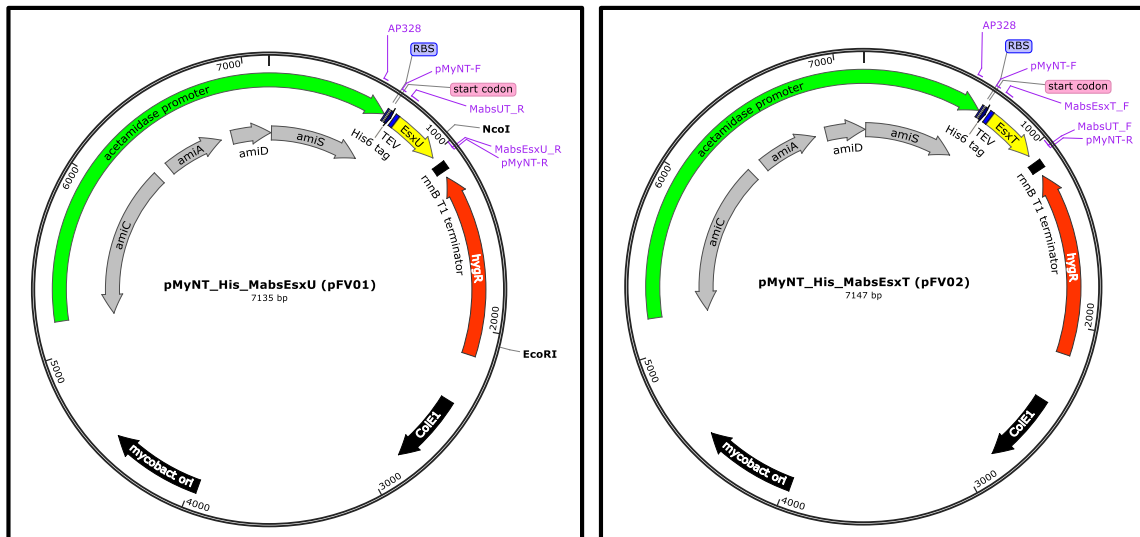 AP328
RBS
pMyNT-F
start codon
MabsUT_R
7000
1000
NcoI
MabsEsxU_R
pMyNT-R
acetamidase promoter
EsxU
TEV
His6 tag
amiA
amiD
amiS
amiC
6000
rrnB T1 terminator
hygR
pMyNT_His_MabsEsxU (pFV01)
7135 bp
2000
EcoRI
5000
ColE1
mycobact ori
3000
4000
AP328
RBS
pMyNT-F
start codon
MabsEsxT_F
7000
1000
MabsUT_F
pMyNT-R
acetamidase promoter
EsxT
TEV
His6 tag
amiA
amiD
amiS
amiC
6000
rrnB T1 terminator
hygR
pMyNT_His_MabsEsxT (pFV02)
7147 bp
2000
5000
ColE1
mycobact ori
3000
4000